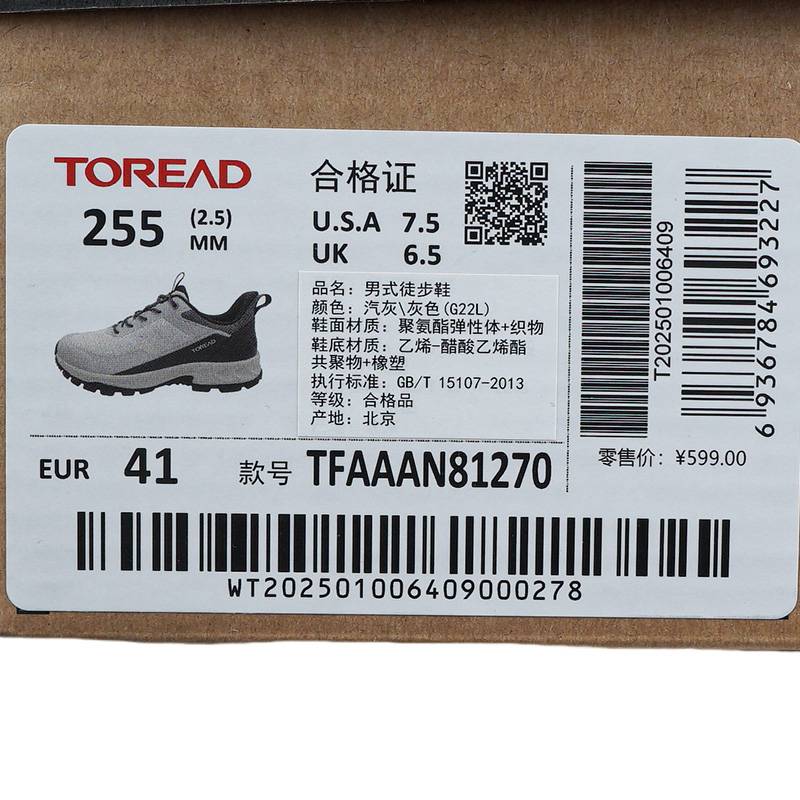 TOREAD
合格证
255 (2.5) MM
U.S.A 7.5
UK 6.5
品名：男式徒步鞋
颜色：汽灰\灰色(G22L)
鞋面材质：聚氨酯弹性体+织物
鞋底材质：乙烯-醋酸乙烯酯
共聚物+橡塑
执行标准：GB/T 15107-2013
等级：合格品
产地：北京
TOREAD
EUR 41
款号 TFAAAN81270
T202501006409
6936784693227
零售价：¥599.00
WT202501006409000278